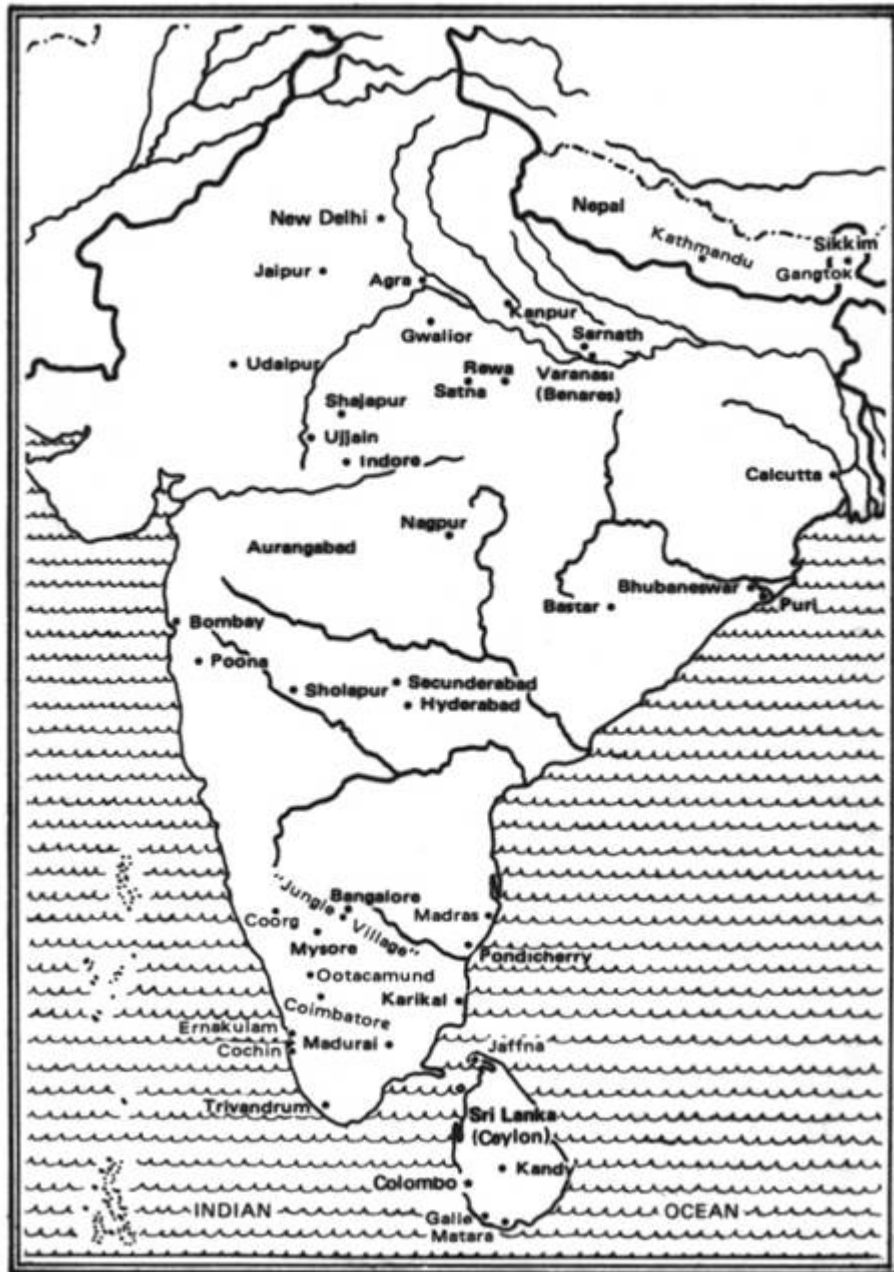 Nepal
New Delhi
Kathmandu
Sikkim
Gangtok
Jaipur
Agra
Kanpur
Gwalior
Sarnath
Udaipur
Rewa
Satna
Varanasi
(Benares)
Shajapur
Ujjain
Indore
Calcutta
Nagpur
Aurangabad
Bhubaneswar
Bastar
Puri
Bombay
Poona
Sholapur
Secunderabad
Hyderabad
"Jungle
Village"
Bangalore
Coorg
Madras
Mysore
Pondicherry
Ootacamund
Coimbatore
Karikal
Ernakulam
Cochin
Madurai
Jaffna
Trivandrum
Sri Lanka
(Ceylon)
Kandy
Colombo
INDIAN
OCEAN
Galle
Matara